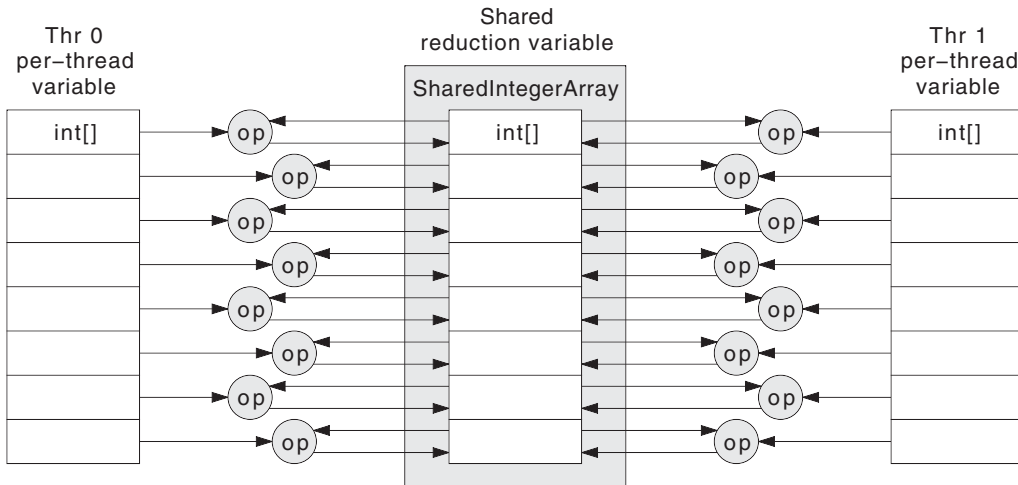 Thr 0
per–thread
variable
Shared
reduction variable
Thr 1
per–thread
variable
SharedIntegerArray
int[]
op
int[]
op
int[]
op
op
op
op
op
op
op
op
op
op
op
op
op
op